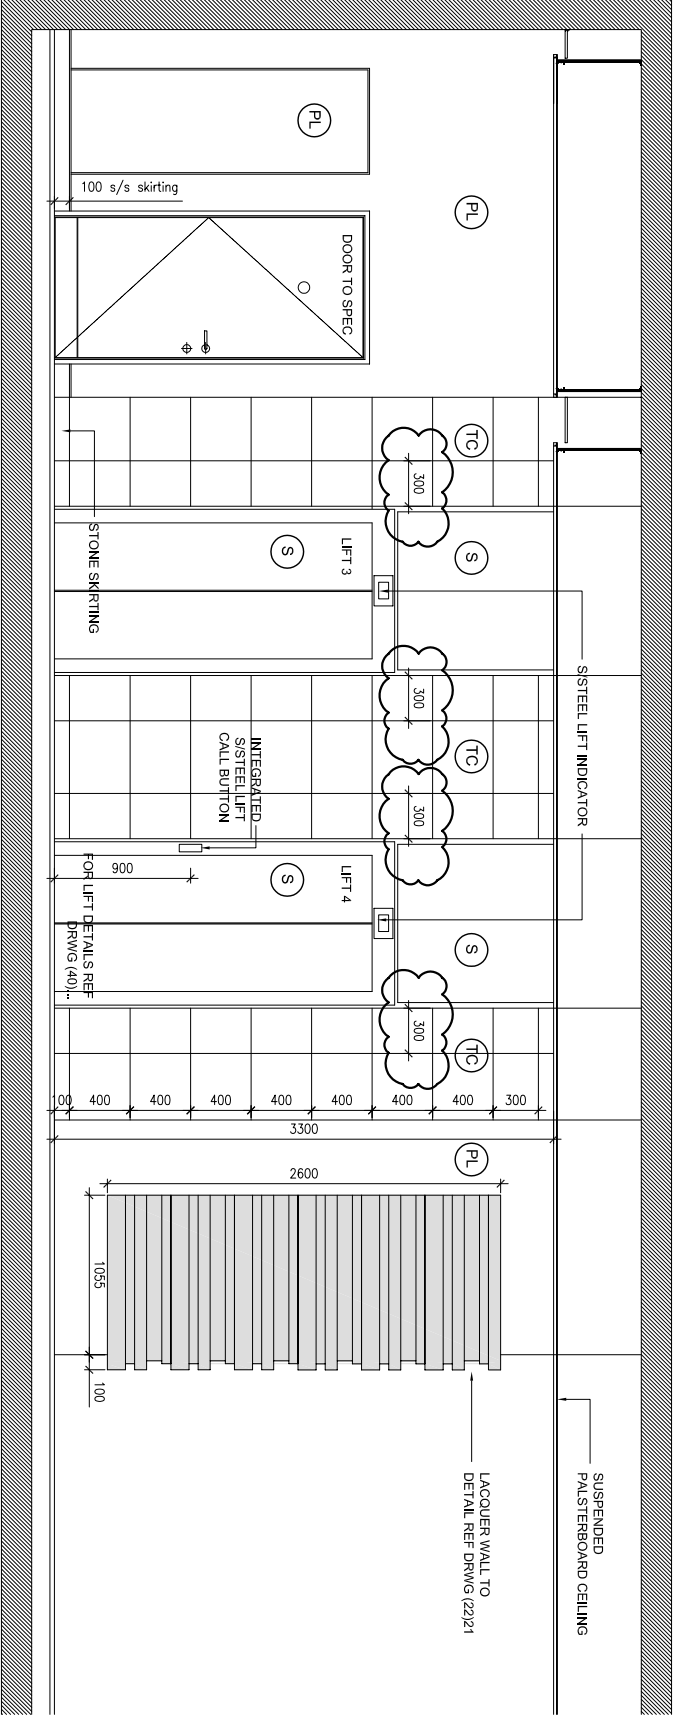 PL
PL
100 s/s skirting
DOOR TO SPEC
TC
300
STONE SKIRTING
LIFT 3
S
S
S'STEEL LIFT INDICATOR
300
TC
300
INTEGRATED
S/STEEL LIFT
CALL BUTTON
900
LIFT 4
S
S
FOR LIFT DETAILS REF
DRWG (40)...
300
TC
100
400
400
400
400
400
400
400
300
3300
PL
2600
1055
100
LACQUER WALL TO
DETAIL REF DRWG (22)21
SUSPENDED
PALSTERBOARD CEILING